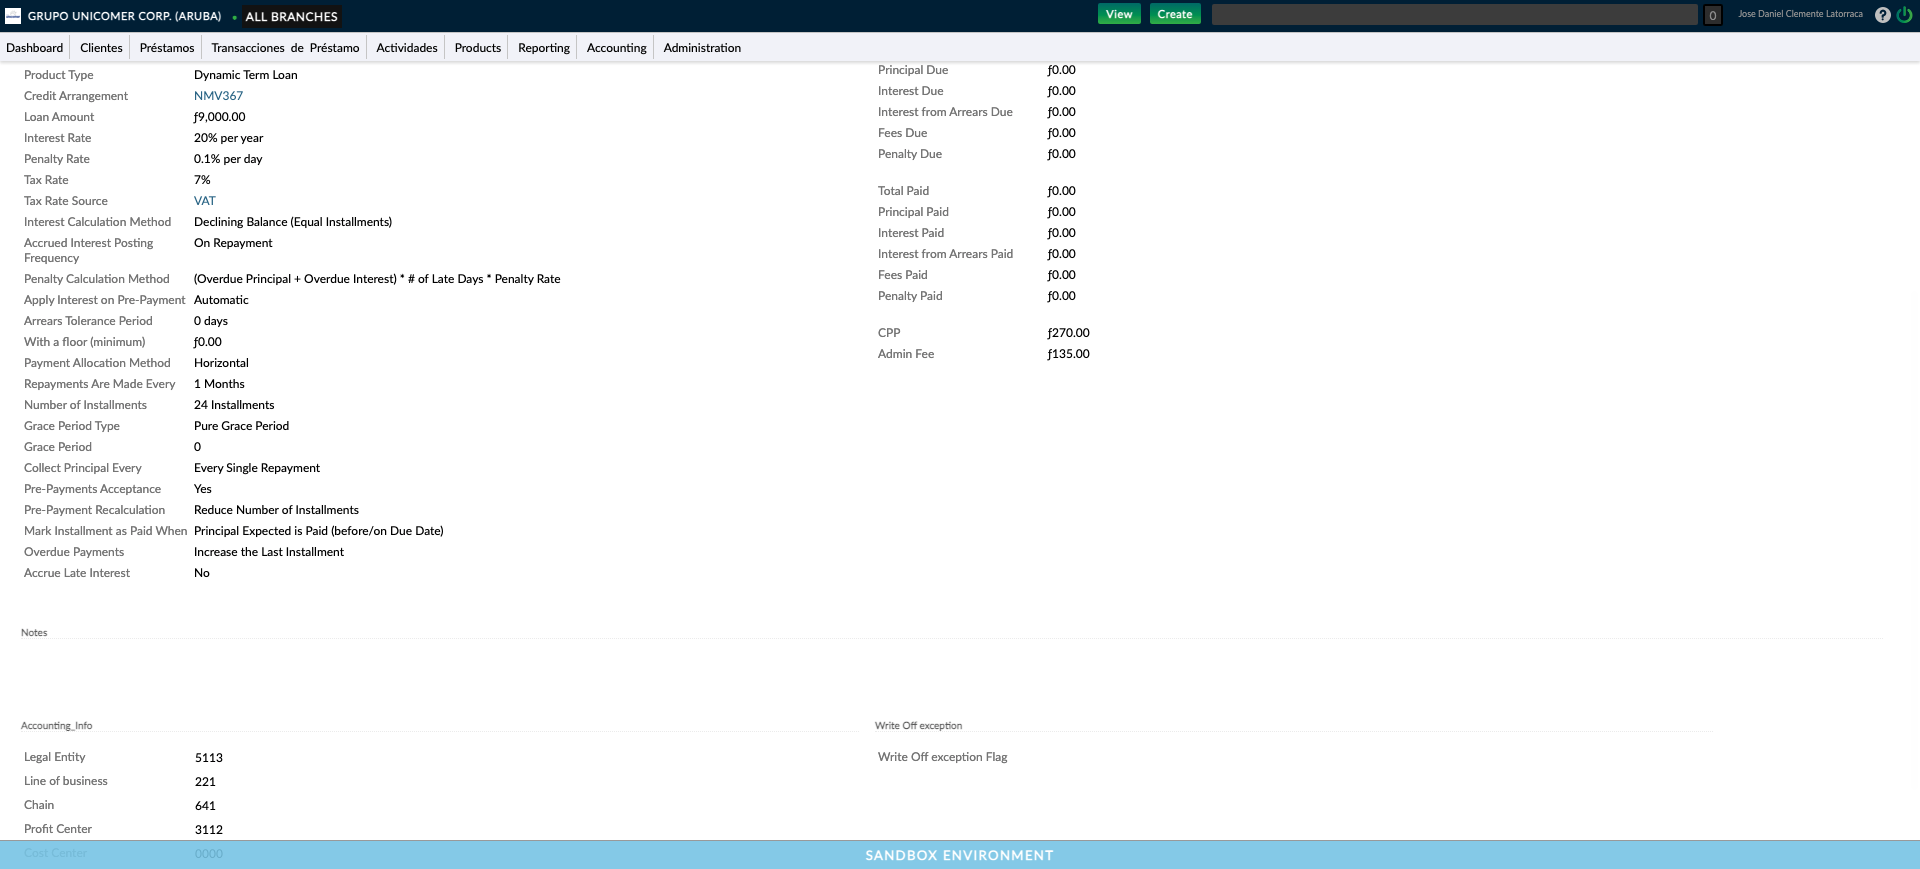 GRUPO UNICOMER CORP. (ARUBA) • ALL BRANCHES View Create 0 Jose Daniel Clemente Latorraca ?
Dashboard Clientes Préstamos Transacciones de Préstamo Actividades Products Reporting Accounting Administration
Product Type Dynamic Term Loan
Credit Arrangement NMV367
Loan Amount ƒ9,000.00
Interest Rate 20% per year
Penalty Rate 0.1% per day
Tax Rate 7%
Tax Rate Source VAT
Interest Calculation Method Declining Balance (Equal Installments)
Accrued Interest Posting Frequency On Repayment
Penalty Calculation Method (Overdue Principal + Overdue Interest) * # of Late Days * Penalty Rate
Apply Interest on Pre-Payment Automatic
Arrears Tolerance Period 0 days
With a floor (minimum) ƒ0.00
Payment Allocation Method Horizontal
Repayments Are Made Every 1 Months
Number of Installments 24 Installments
Grace Period Type Pure Grace Period
Grace Period 0
Collect Principal Every Every Single Repayment
Pre-Payments Acceptance Yes
Pre-Payment Recalculation Reduce Number of Installments
Mark Installment as Paid When Principal Expected is Paid (before/on Due Date)
Overdue Payments Increase the Last Installment
Accrue Late Interest No
Principal Due ƒ0.00
Interest Due ƒ0.00
Interest from Arrears Due ƒ0.00
Fees Due ƒ0.00
Penalty Due ƒ0.00
Total Paid ƒ0.00
Principal Paid ƒ0.00
Interest Paid ƒ0.00
Interest from Arrears Paid ƒ0.00
Fees Paid ƒ0.00
Penalty Paid ƒ0.00
CPP ƒ270.00
Admin Fee ƒ135.00
Notes
Accounting_Info
Legal Entity 5113
Line of business 221
Chain 641
Profit Center 3112
Cost Center 0000
Write Off exception
Write Off exception Flag
SANDBOX ENVIRONMENT